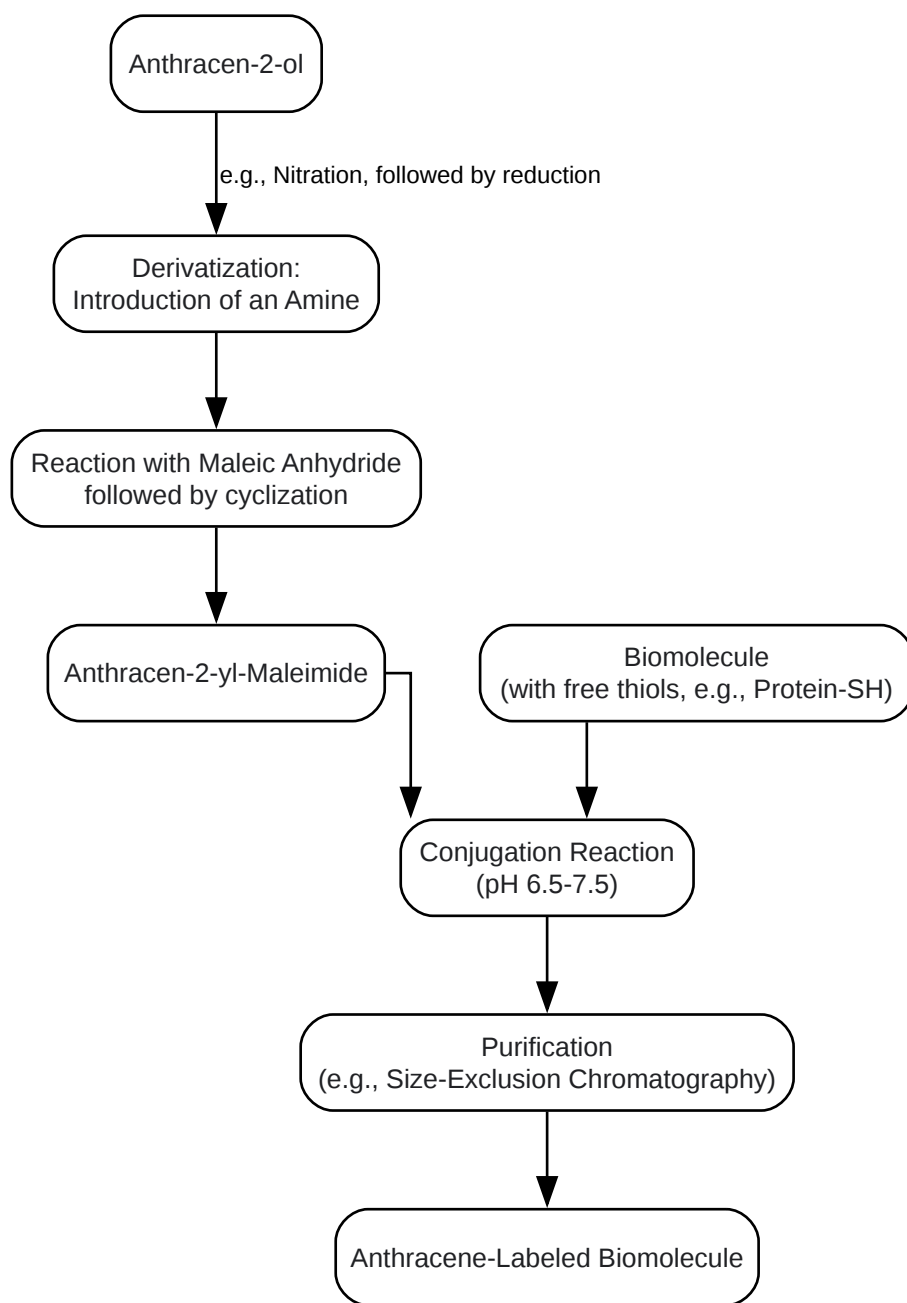 Anthracen-2-ol
e.g., Nitration, followed by reduction
Derivatization:
Introduction of an Amine
Reaction with Maleic Anhydride
followed by cyclization
Anthracen-2-yl-Maleimide
Biomolecule
(with free thiols, e.g., Protein-SH)
Conjugation Reaction
(pH 6.5-7.5)
Purification
(e.g., Size-Exclusion Chromatography)
Anthracene-Labeled Biomolecule